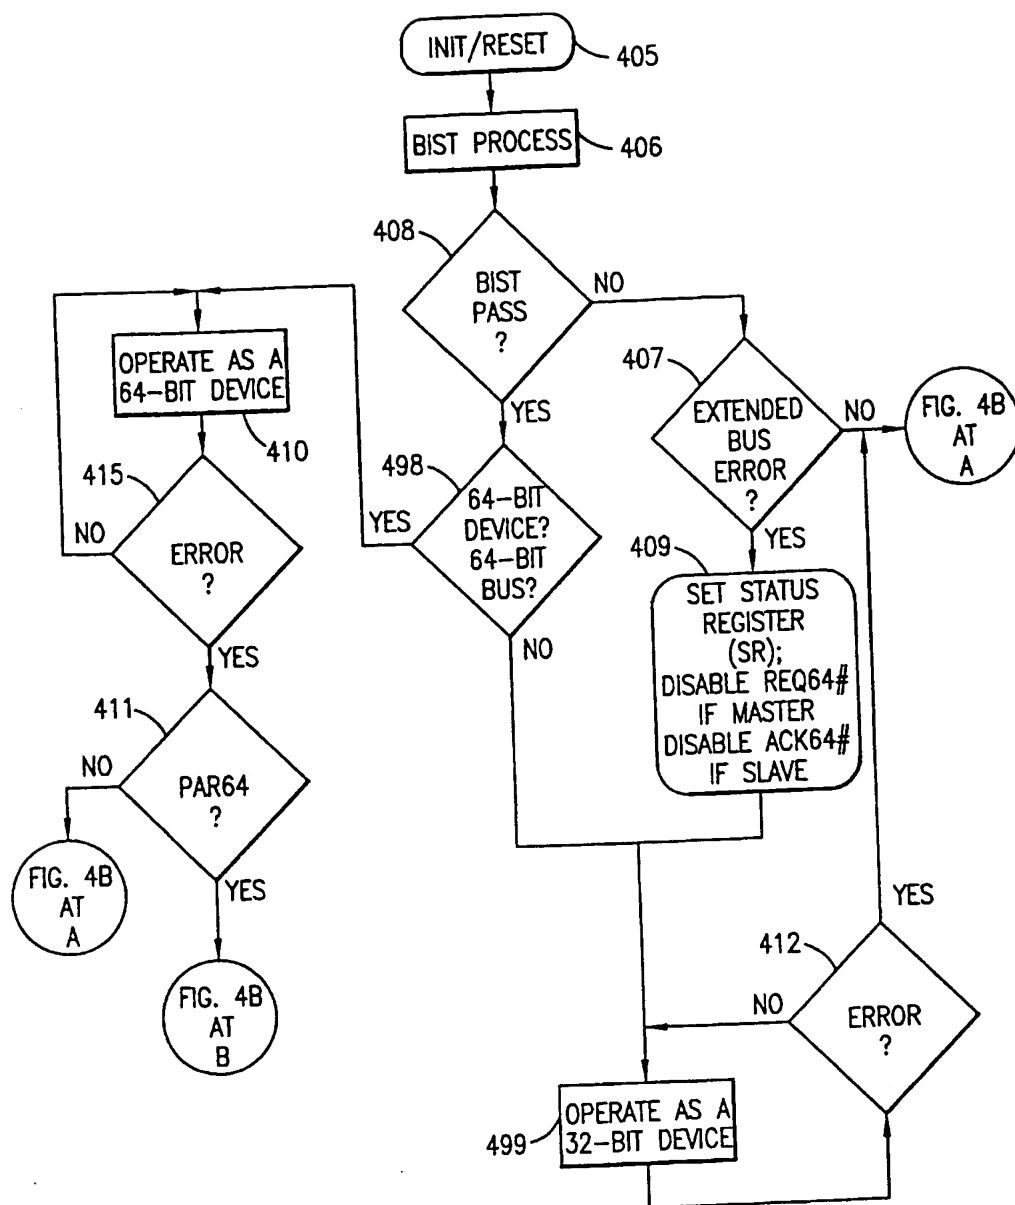 INIT/RESET
405
BIST PROCESS
406
408
BIST
PASS
?
NO
YES
407
EXTENDED
BUS
ERROR
?
NO
YES
FIG. 4B
AT
A
OPERATE AS A
64-BIT DEVICE
410
415
ERROR
?
NO
YES
498
64-BIT
DEVICE?
64-BIT
BUS?
YES
NO
409
SET STATUS
REGISTER
(SR);
DISABLE REQ64#
IF MASTER
DISABLE ACK64#
IF SLAVE
411
PAR64
?
NO
YES
FIG. 4B
AT
A
FIG. 4B
AT
B
412
ERROR
?
YES
NO
OPERATE AS A
32-BIT DEVICE
499